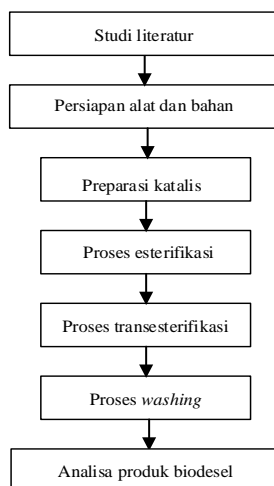 Studi literatur
Persiapan alat dan bahan
Preparasi katalis
Proses esterifikasi
Proses transesterifikasi
Proses washing
Analisa produk biodesel